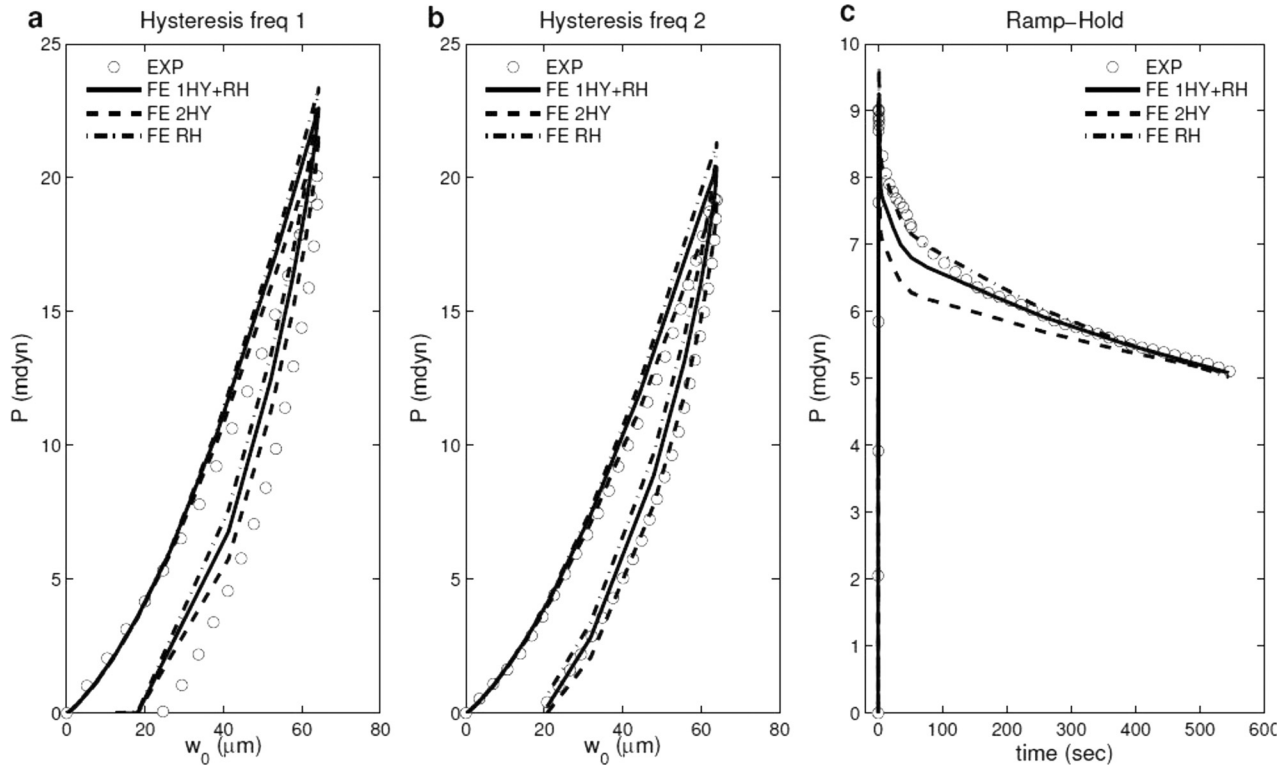 a
Hysteresis freq 1
25
20
15
10
5
0
P (mdyn)
EXP
FE 1HY+RH
FE 2HY
FE RH
0 20 40 60 80
w0 (μm)
b
Hysteresis freq 2
25
20
15
10
5
0
P (mdyn)
EXP
FE 1HY+RH
FE 2HY
FE RH
0 20 40 60 80
w0 (μm)
c
Ramp-Hold
10
9
8
7
6
5
4
3
2
1
0
P (mdyn)
EXP
FE 1HY+RH
FE 2HY
FE RH
0 100 200 300 400 500 600
time (sec)